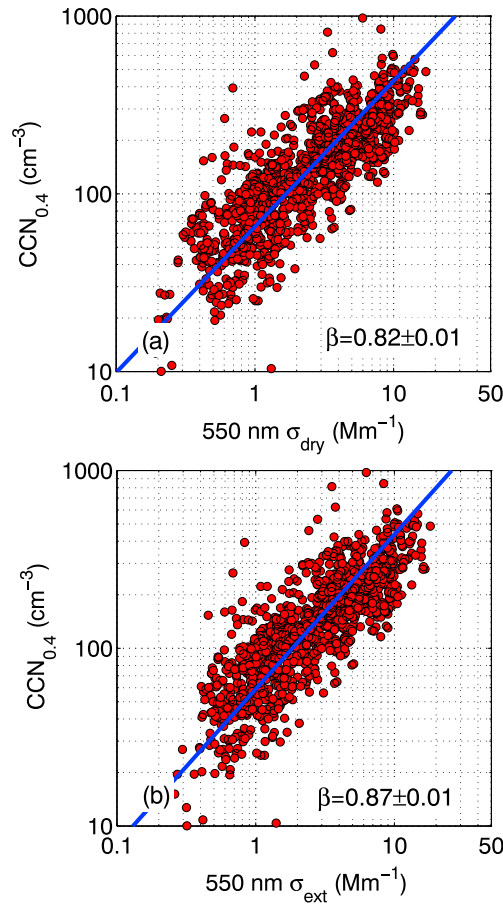 1000
CCN0.4 (cm−3)
100
(a)
β=0.82±0.01
10
0.1 1 10 50
550 nm σdry (Mm−1)
1000
CCN0.4 (cm−3)
100
(b)
β=0.87±0.01
10
0.1 1 10 50
550 nm σext (Mm−1)